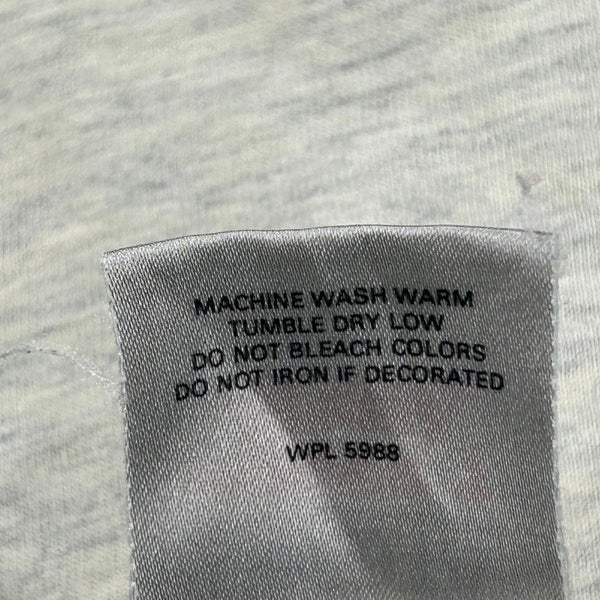 MACHINE WASH WARM
TUMBLE DRY LOW
DO NOT BLEACH COLORS
DO NOT IRON IF DECORATED
WPL 5988